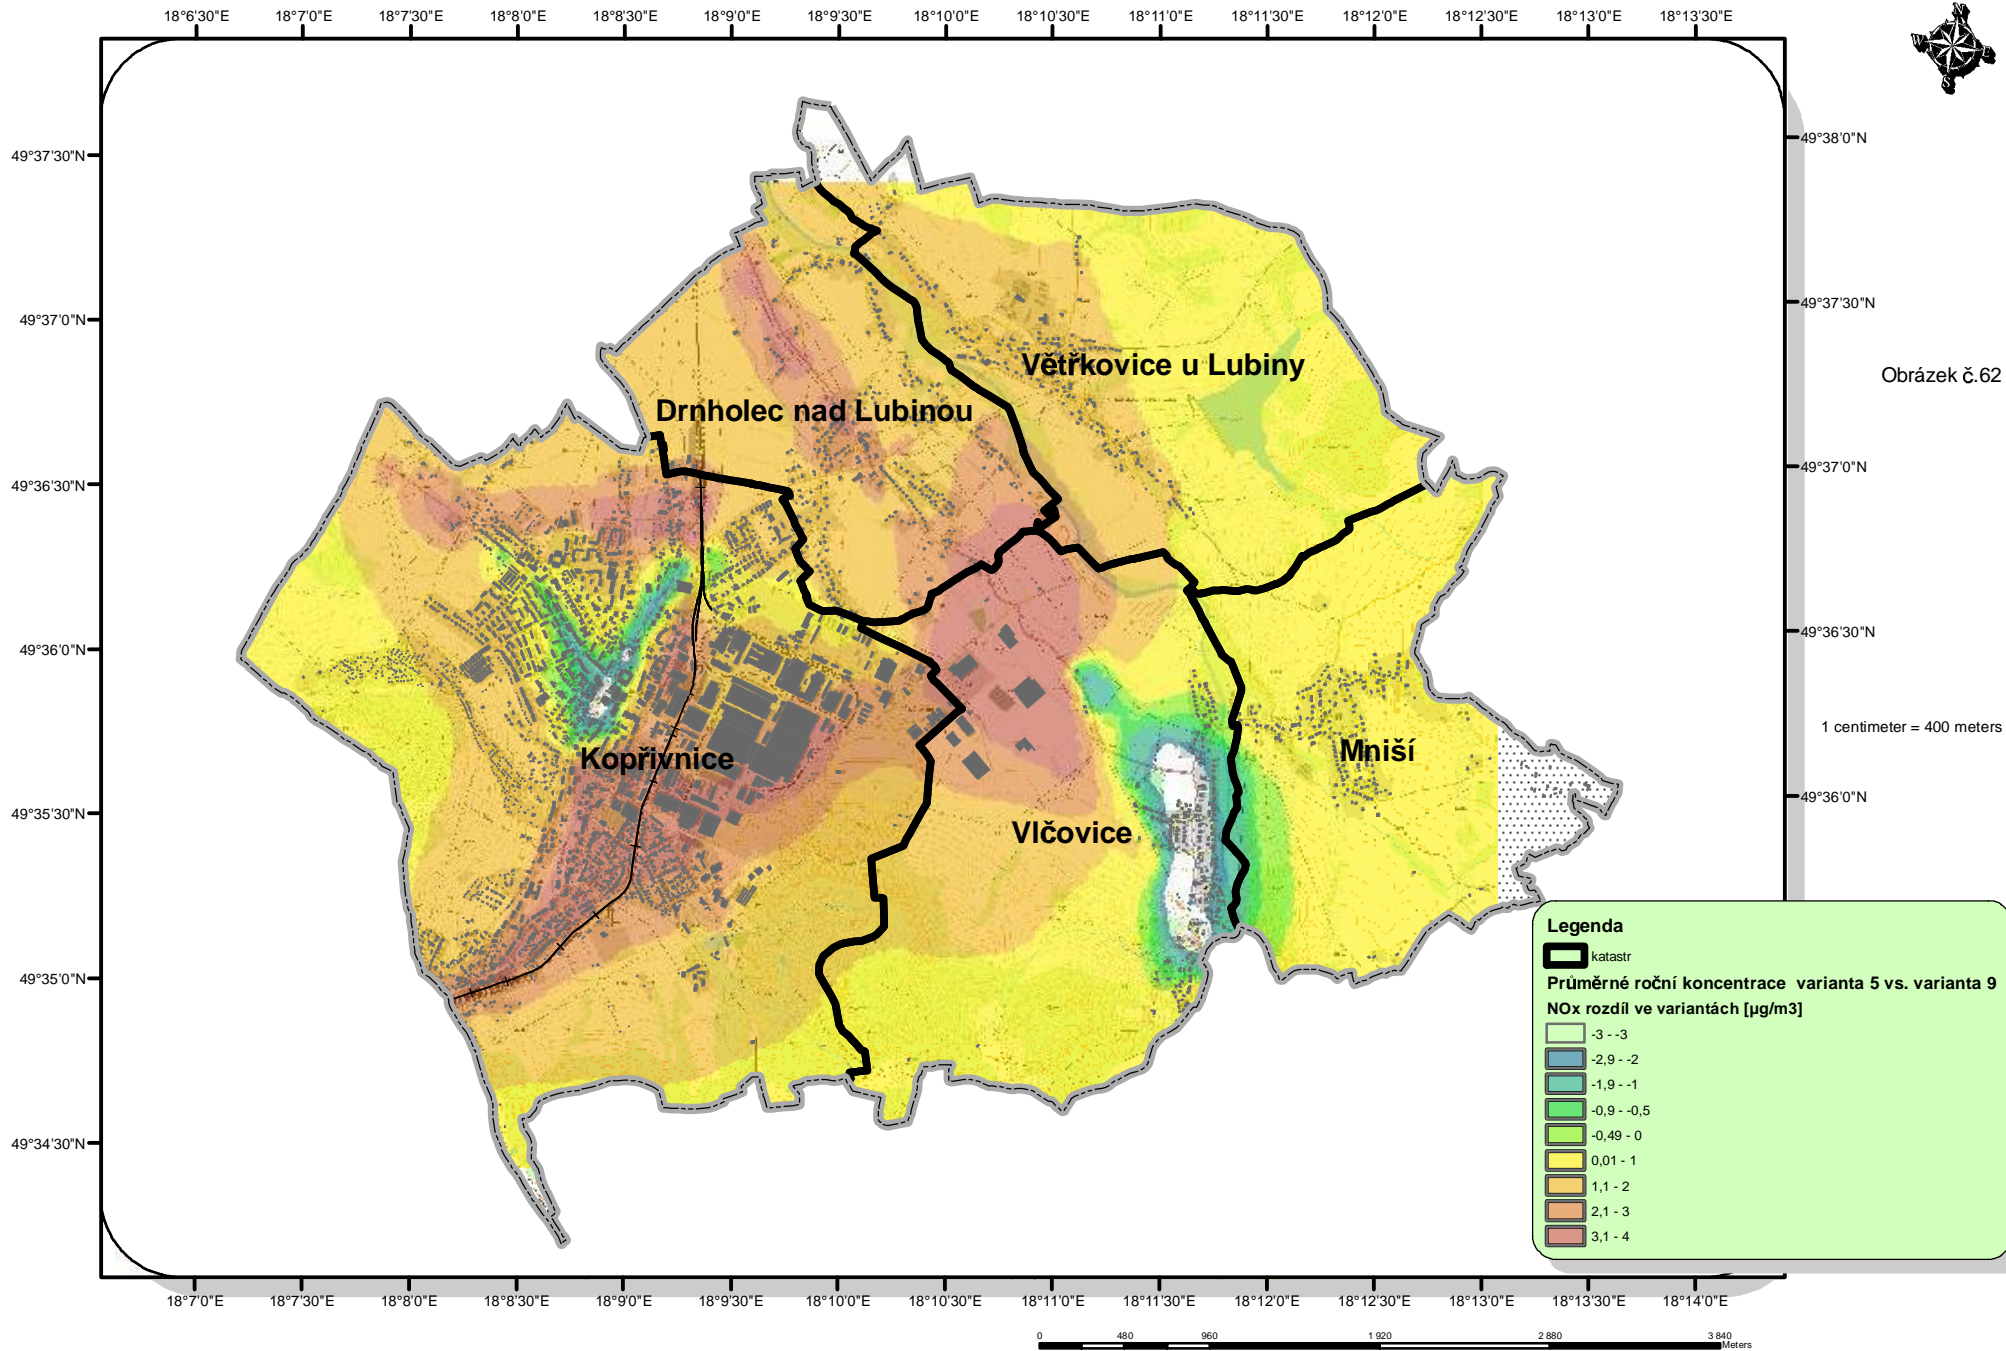 18°6'30"E 18°7'0"E 18°7'30"E 18°8'0"E 18°8'30"E 18°9'0"E 18°9'30"E 18°10'0"E 18°10'30"E 18°11'0"E 18°11'30"E 18°12'0"E 18°12'30"E 18°13'0"E 18°13'30"E
N
W
E
S
49°38'0"N
49°37'30"N
49°37'30"N
49°37'0"N
Větřkovice u Lubiny
Obrázek č.62
Drnholec nad Lubinou
49°37'0"N
49°36'30"N
49°36'30"N
49°36'0"N
1 centimeter = 400 meters
Mniší
Kopřivnice
49°36'0"N
49°35'30"N
Vlčovice
Legenda
katastr
49°35'0"N
Průměrné roční koncentrace varianta 5 vs. varianta 9
NOx rozdíl ve variantách [µg/m3]
-3 - -3
-2,9 - -2
-1,9 - -1
-0,9 - -0,5
-0,49 - 0
49°34'30"N
0,01 - 1
1,1 - 2
2,1 - 3
3,1 - 4
18°7'0"E 18°7'30"E 18°8'0"E 18°8'30"E 18°9'0"E 18°9'30"E 18°10'0"E 18°10'30"E 18°11'0"E 18°11'30"E 18°12'0"E 18°12'30"E 18°13'0"E 18°13'30"E 18°14'0"E
0 480 960 1 920 2 880 3 840
Meters